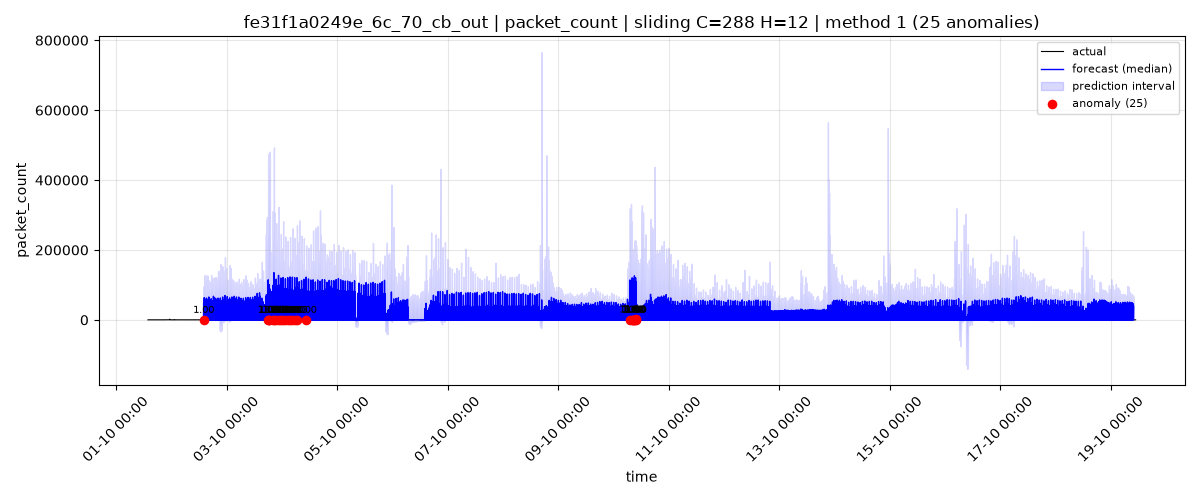 fe31f1a0249e_6c_70_cb_out | packet_count | sliding C=288 H=12 | method 1 (25 anomalies)
actual
forecast (median)
prediction interval
anomaly (25)
packet_count
800000
600000
400000
200000
0
01-10 00:00
03-10 00:00
05-10 00:00
07-10 00:00
09-10 00:00
11-10 00:00
13-10 00:00
15-10 00:00
17-10 00:00
19-10 00:00
time